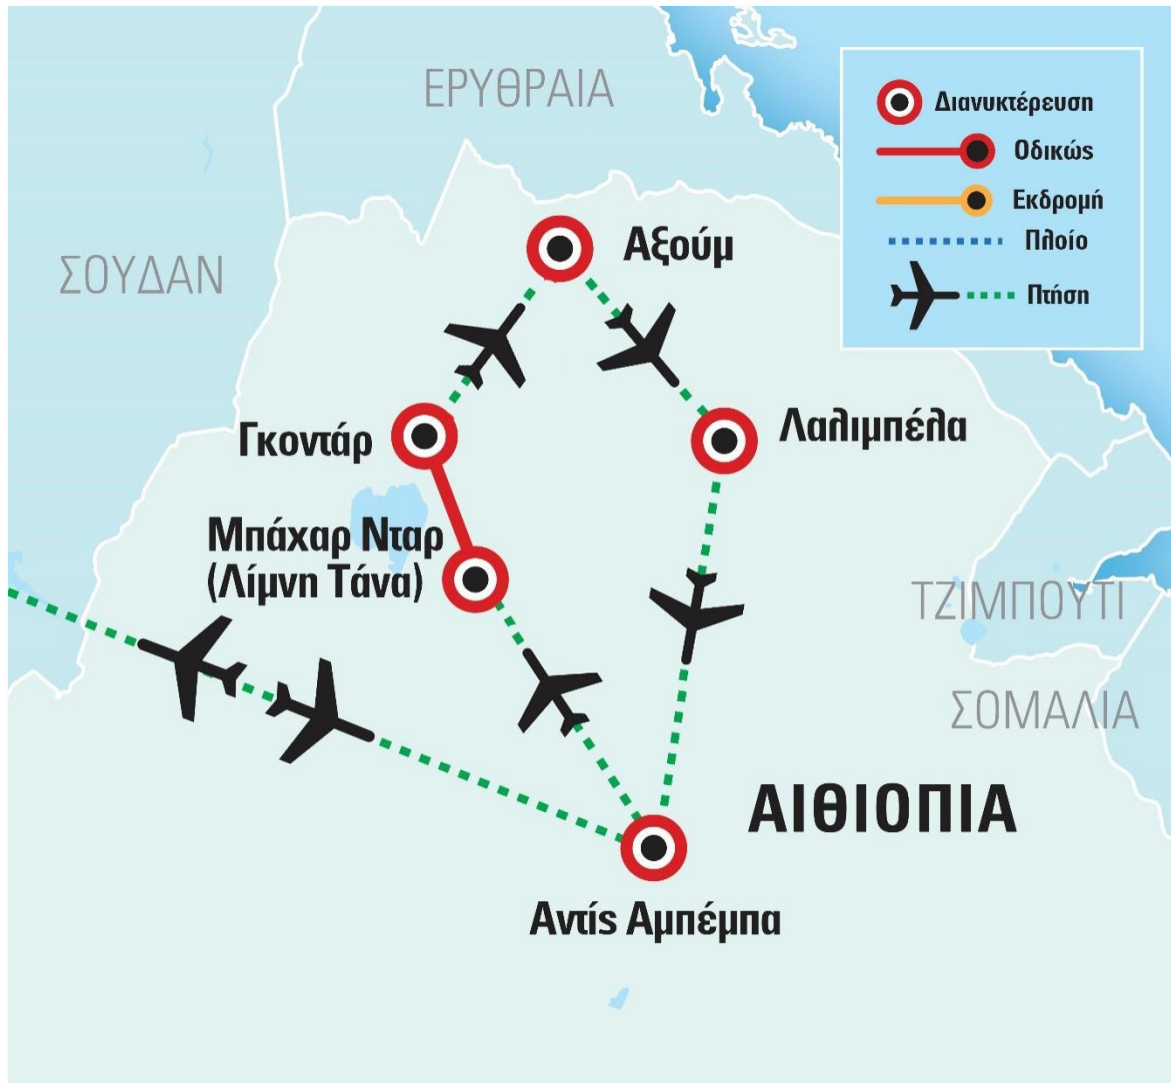 ΕΡΥΘΡΑΙΑ
Διανυκτέρευση
Οδικώς
Εκδρομή
Πλοίο
Πτήση
ΣΟΥΔΑΝ
Αξούμ
Γκοντάρ
Λαλιμπέλα
Μπάχαρ Νταρ
(Λίμνη Τάνα)
ΤΖΙΜΠΟΥΤΙ
ΣΟΜΑΛΙΑ
ΑΙΘΙΟΠΙΑ
Αντίς Αμπέμπα